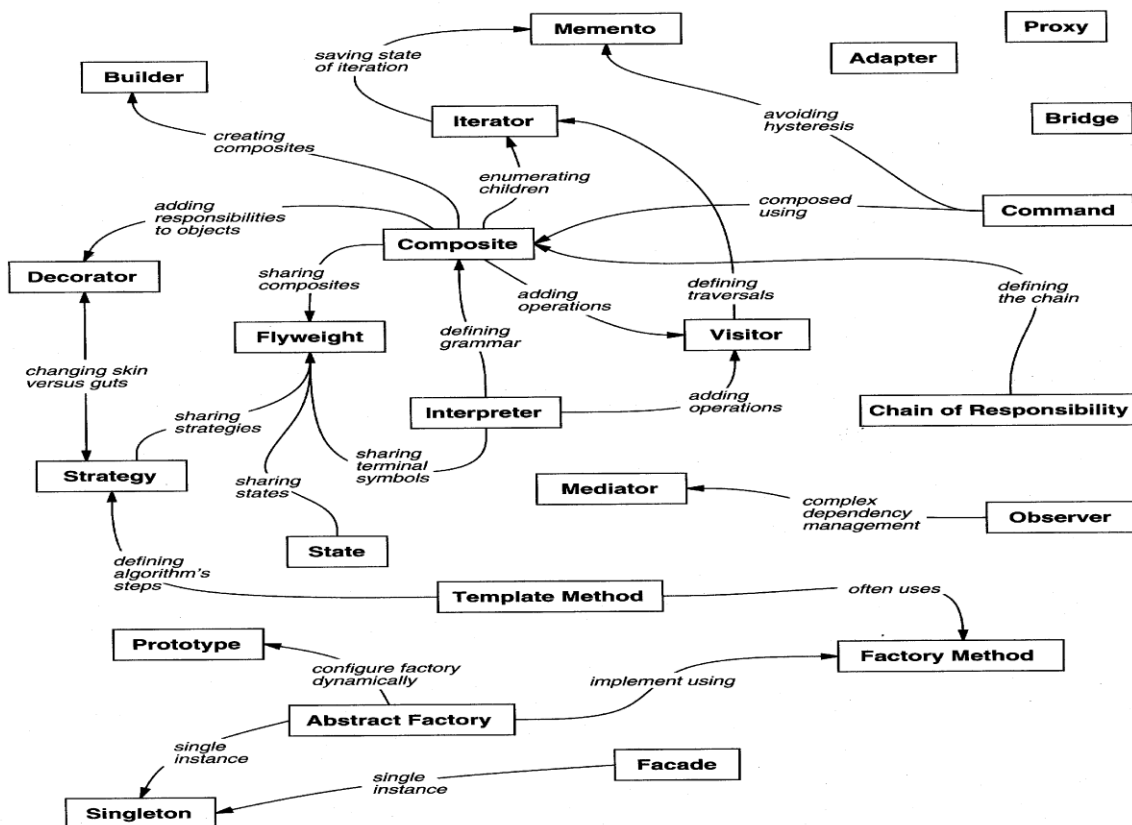 Memento
Proxy
saving state
of iteration
Adapter
Builder
avoiding
hysteresis
Iterator
Bridge
creating
composites
enumerating
children
adding
responsibilities
to objects
composed
using
Command
Composite
Decorator
sharing
composites
adding
operations
defining
traversals
defining
the chain
Flyweight
defining
grammar
Visitor
changing skin
versus guts
adding
operations
sharing
strategies
Interpreter
Chain of Responsibility
sharing
terminal
symbols
Strategy
sharing
states
Mediator
complex
dependency
management
Observer
State
defining
algorithm's
steps
Template Method
often uses
Prototype
Factory Method
configure factory
dynamically
implement using
Abstract Factory
single
instance
Facade
single
instance
Singleton